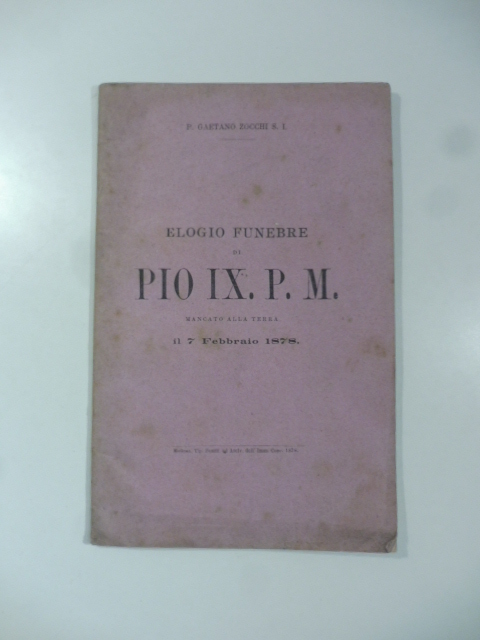 P. GAETANO ZOCCHI S. I.
ELOGIO FUNEBRE
DI
PIO IX. P. M.
MANCATO ALLA TERRA
il 7 Febbraio 1878.